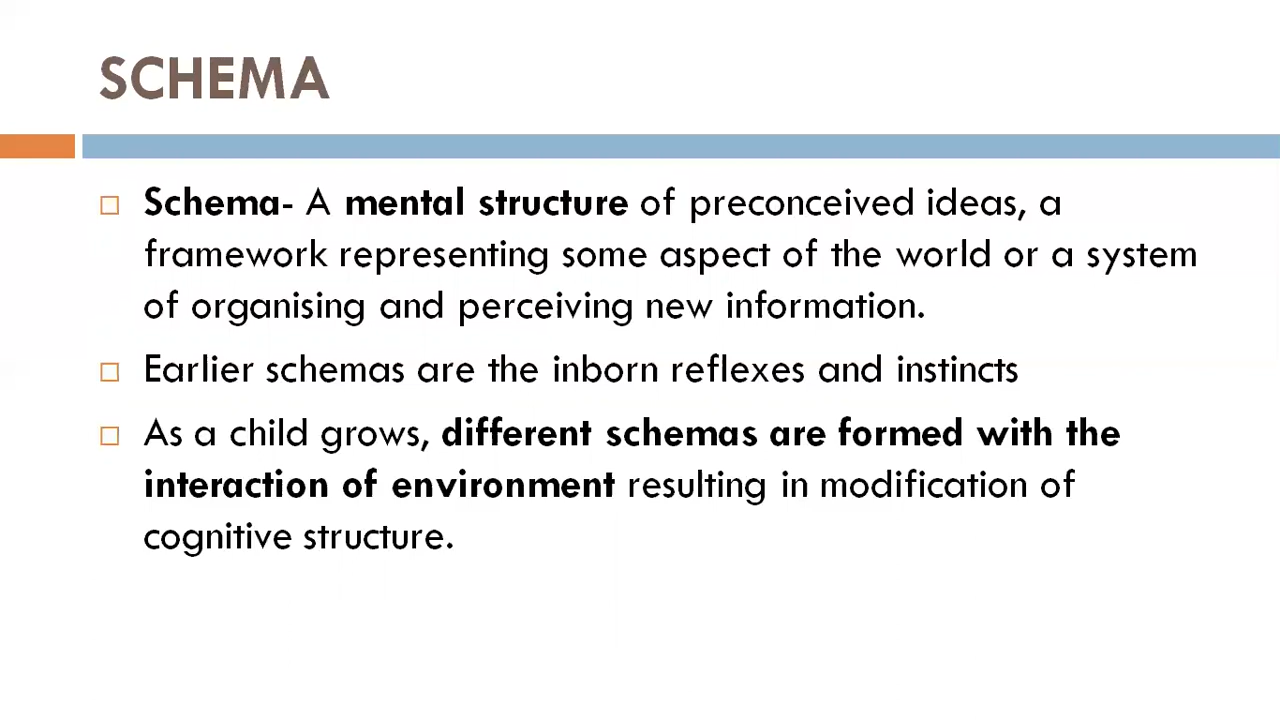 SCHEMA
Schema- A mental structure of preconceived ideas, a
framework representing some aspect of the world or a system
of organising and perceiving new information.
Earlier schemas are the inborn reflexes and instincts
As a child grows, different schemas are formed with the
interaction of environment resulting in modification of
cognitive structure.